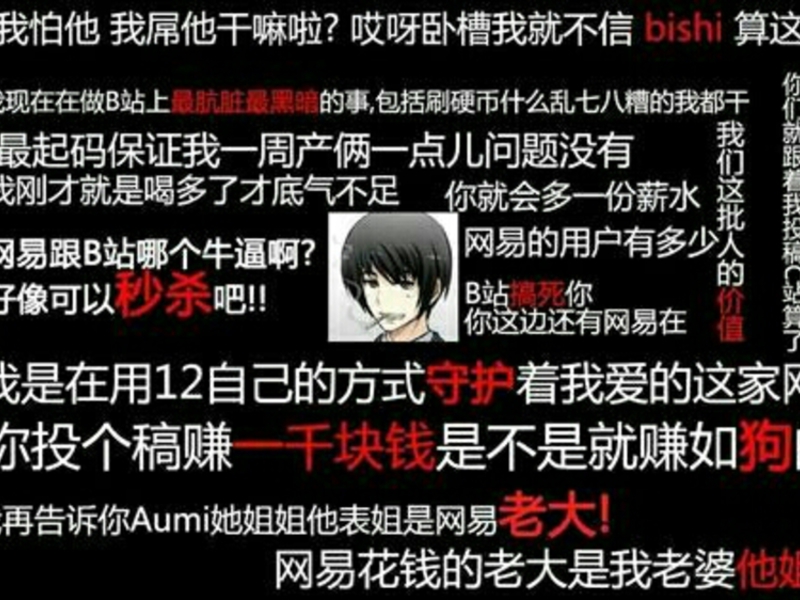 我怕他 我屌他干嘛啦? 哎呀卧槽我就不信 bishi 算这
我现在在做B站上最肮脏最黑暗的事,包括刷硬币什么乱七八糟的我都干
最起码保证我一周产俩一点儿问题没有
我刚才就是喝多了才底气不足
你就会多一份薪水
网易跟B站哪个牛逼啊?
好像可以秒杀吧!!
网易的用户有多少
B站搞死你
你这边还有网易在
我们这批人的价值
你们就跟着我投稿C站算了
我是在用12自己的方式守护着我爱的这家网
你投个稿赚一千块钱是不是就赚如狗
我再告诉你Aumi她姐姐他表姐是网易老大!
网易花钱的老大是我老婆他姐